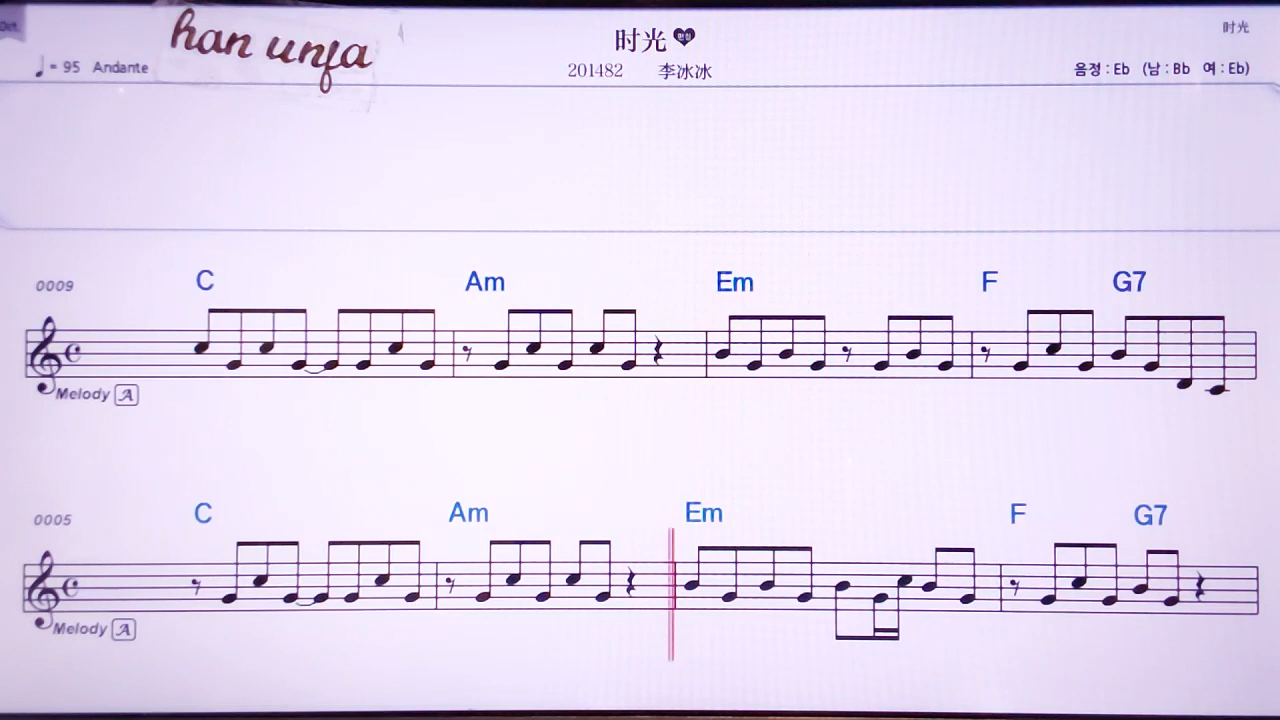 han unfa
时光
时光
♩= 95 Andante
201482 李冰冰
음정 : Eb (남 : Bb 여 : Eb)
0009 C Am Em F G7
Melody A
0005 C Am Em F G7
Melody A